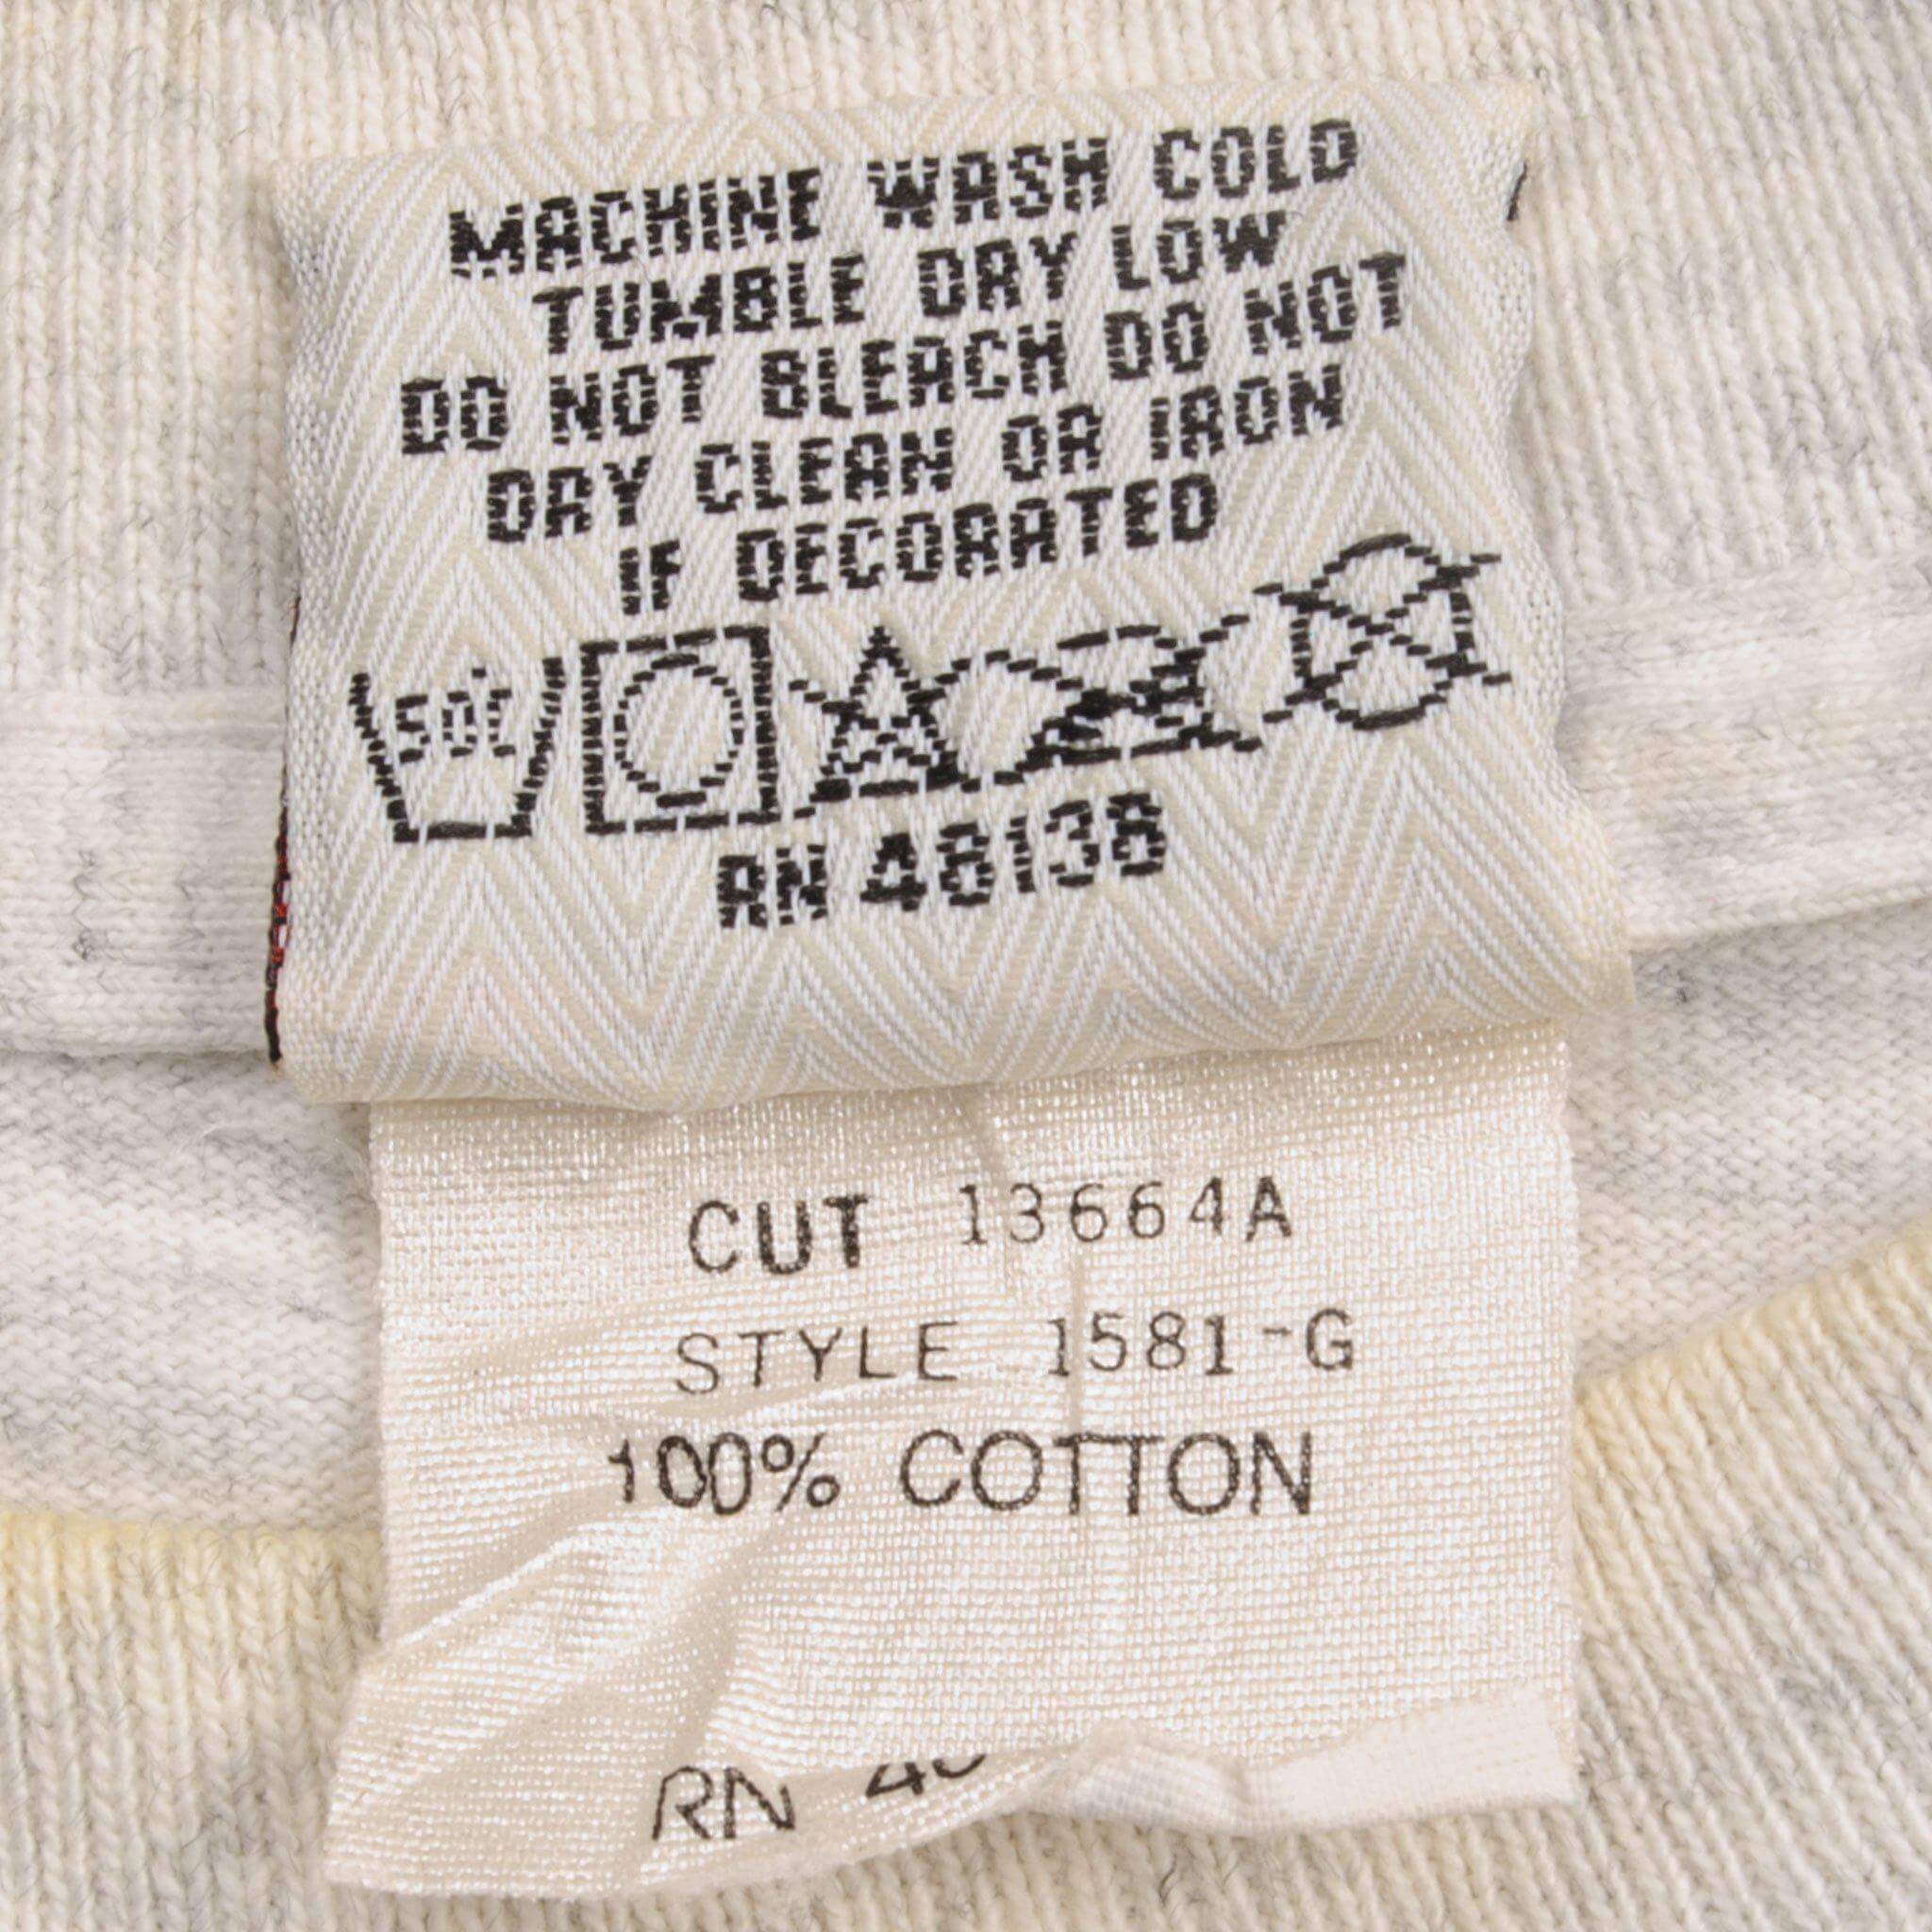 MACHINE WASH COLD
TUMBLE DRY LOW
DO NOT BLEACH DO NOT
DRY CLEAN OR IRON
IF DECORATED
50°C
RN 48138
CUT 13664A
STYLE 1581-G
100% COTTON
RN